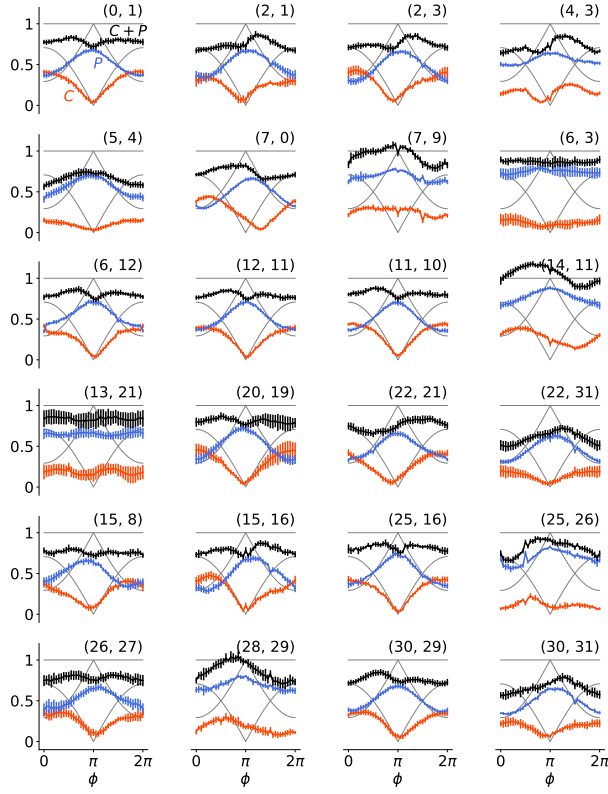 (0, 1) (2, 1) (2, 3) (4, 3)
1
C + P
P
0.5
C
0
(5, 4) (7, 0) (7, 9) (6, 3)
1
0.5
0
(6, 12) (12, 11) (11, 10) (14, 11)
1
0.5
0
(13, 21) (20, 19) (22, 21) (22, 31)
1
0.5
0
(15, 8) (15, 16) (25, 16) (25, 26)
1
0.5
0
(26, 27) (28, 29) (30, 29) (30, 31)
1
0.5
0
0 π 2π 0 π 2π 0 π 2π 0 π 2π
ϕ ϕ ϕ ϕ